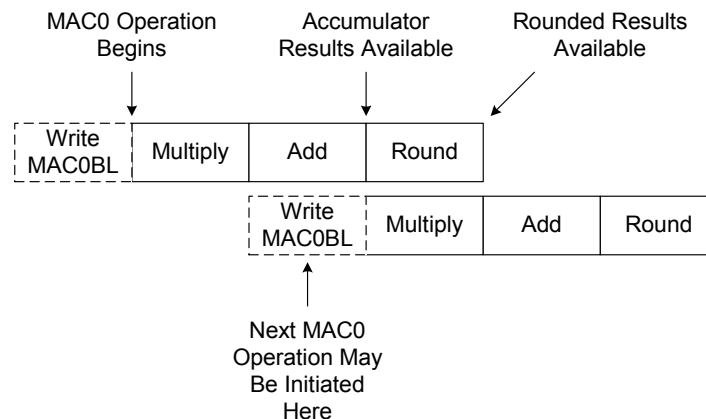 MAC0 Operation
Begins
Accumulator
Results Available
Rounded Results
Available
Write
MAC0BL
Multiply
Add
Round
Write
MAC0BL
Multiply
Add
Round
Next MAC0
Operation May
Be Initiated
Here